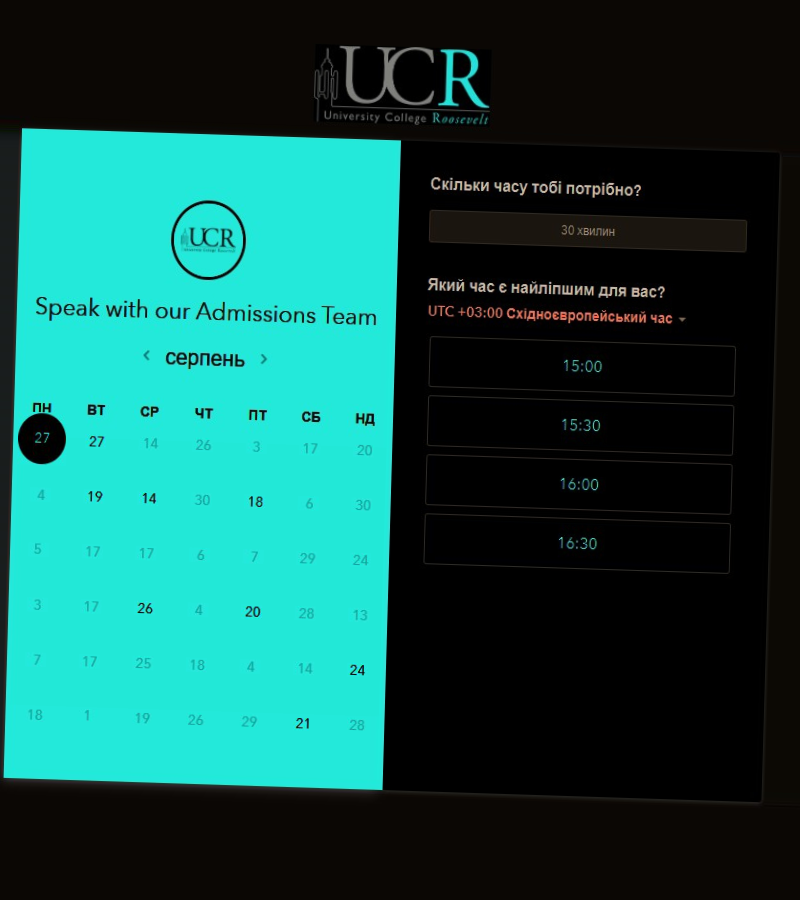 UCR
University College Roosevelt
UCR
University College Roosevelt
Speak with our Admissions Team
серпень
ПН ВТ СР ЧТ ПТ СБ НД
27 27 14 26 3 17 20
4 19 14 30 18 6 30
5 17 17 6 7 29 24
3 17 26 4 20 28 13
7 17 25 18 4 14 24
18 1 19 26 29 21 28
Скільки часу тобі потрібно?
30 хвилин
Який час є найліпшим для вас?
UTC +03:00 Східноєвропейський час
15:00
15:30
16:00
16:30